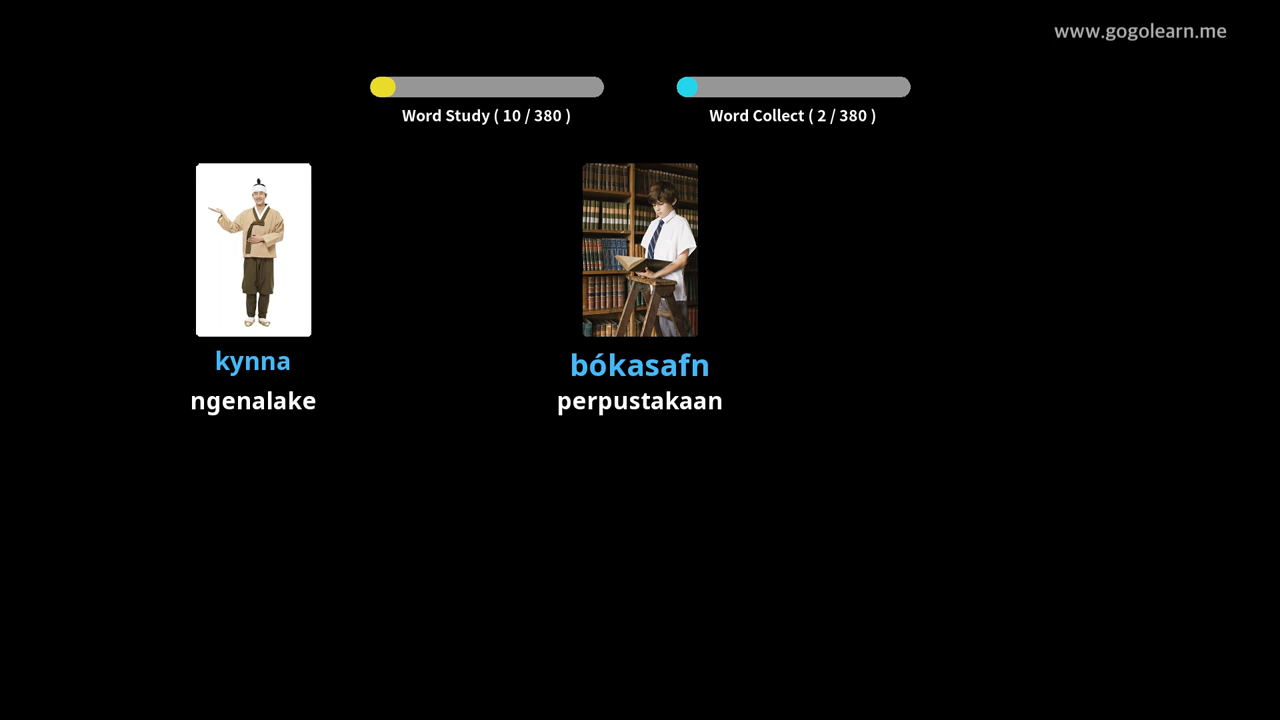 www.gogolearn.me
Word Study ( 10 / 380 )
Word Collect ( 2 / 380 )
kynna
ngenalake
bókasafn
perpustakaan